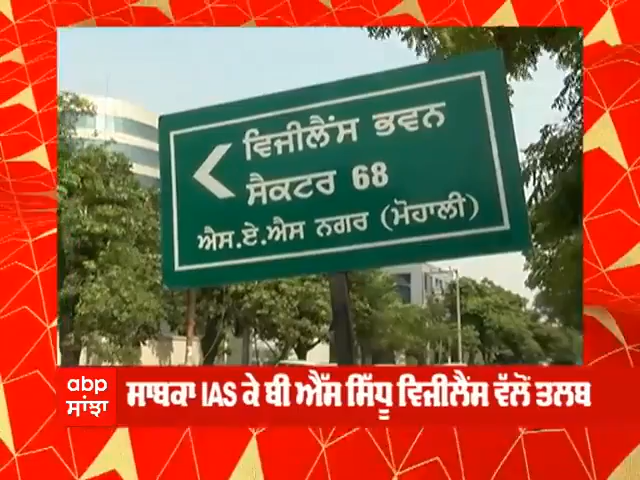 ਵਿਜੀਲੈਂਸ ਭਵਨ
ਸੈਕਟਰ 68
ਐਸ.ਏ.ਐਸ ਨਗਰ (ਮੋਹਾਲੀ)
abp
ਸਾਂਝਾ
ਸਾਬਕਾ IAS ਕੇ ਬੀ ਐੱਸ ਸਿੱਧੂ ਵਿਜੀਲੈਂਸ ਵੱਲੋਂ ਤਲਬ